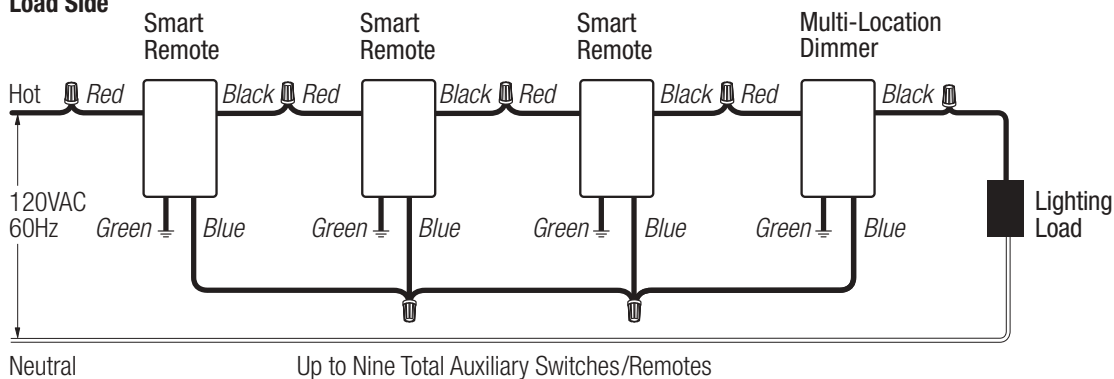 Load Side
Smart
Remote
Smart
Remote
Smart
Remote
Multi-Location
Dimmer
Hot
Red
Black
Red
Black
Red
Black
Red
Black
120VAC
60Hz
Green
Blue
Green
Blue
Green
Blue
Green
Blue
Lighting
Load
Neutral
Up to Nine Total Auxiliary Switches/Remotes